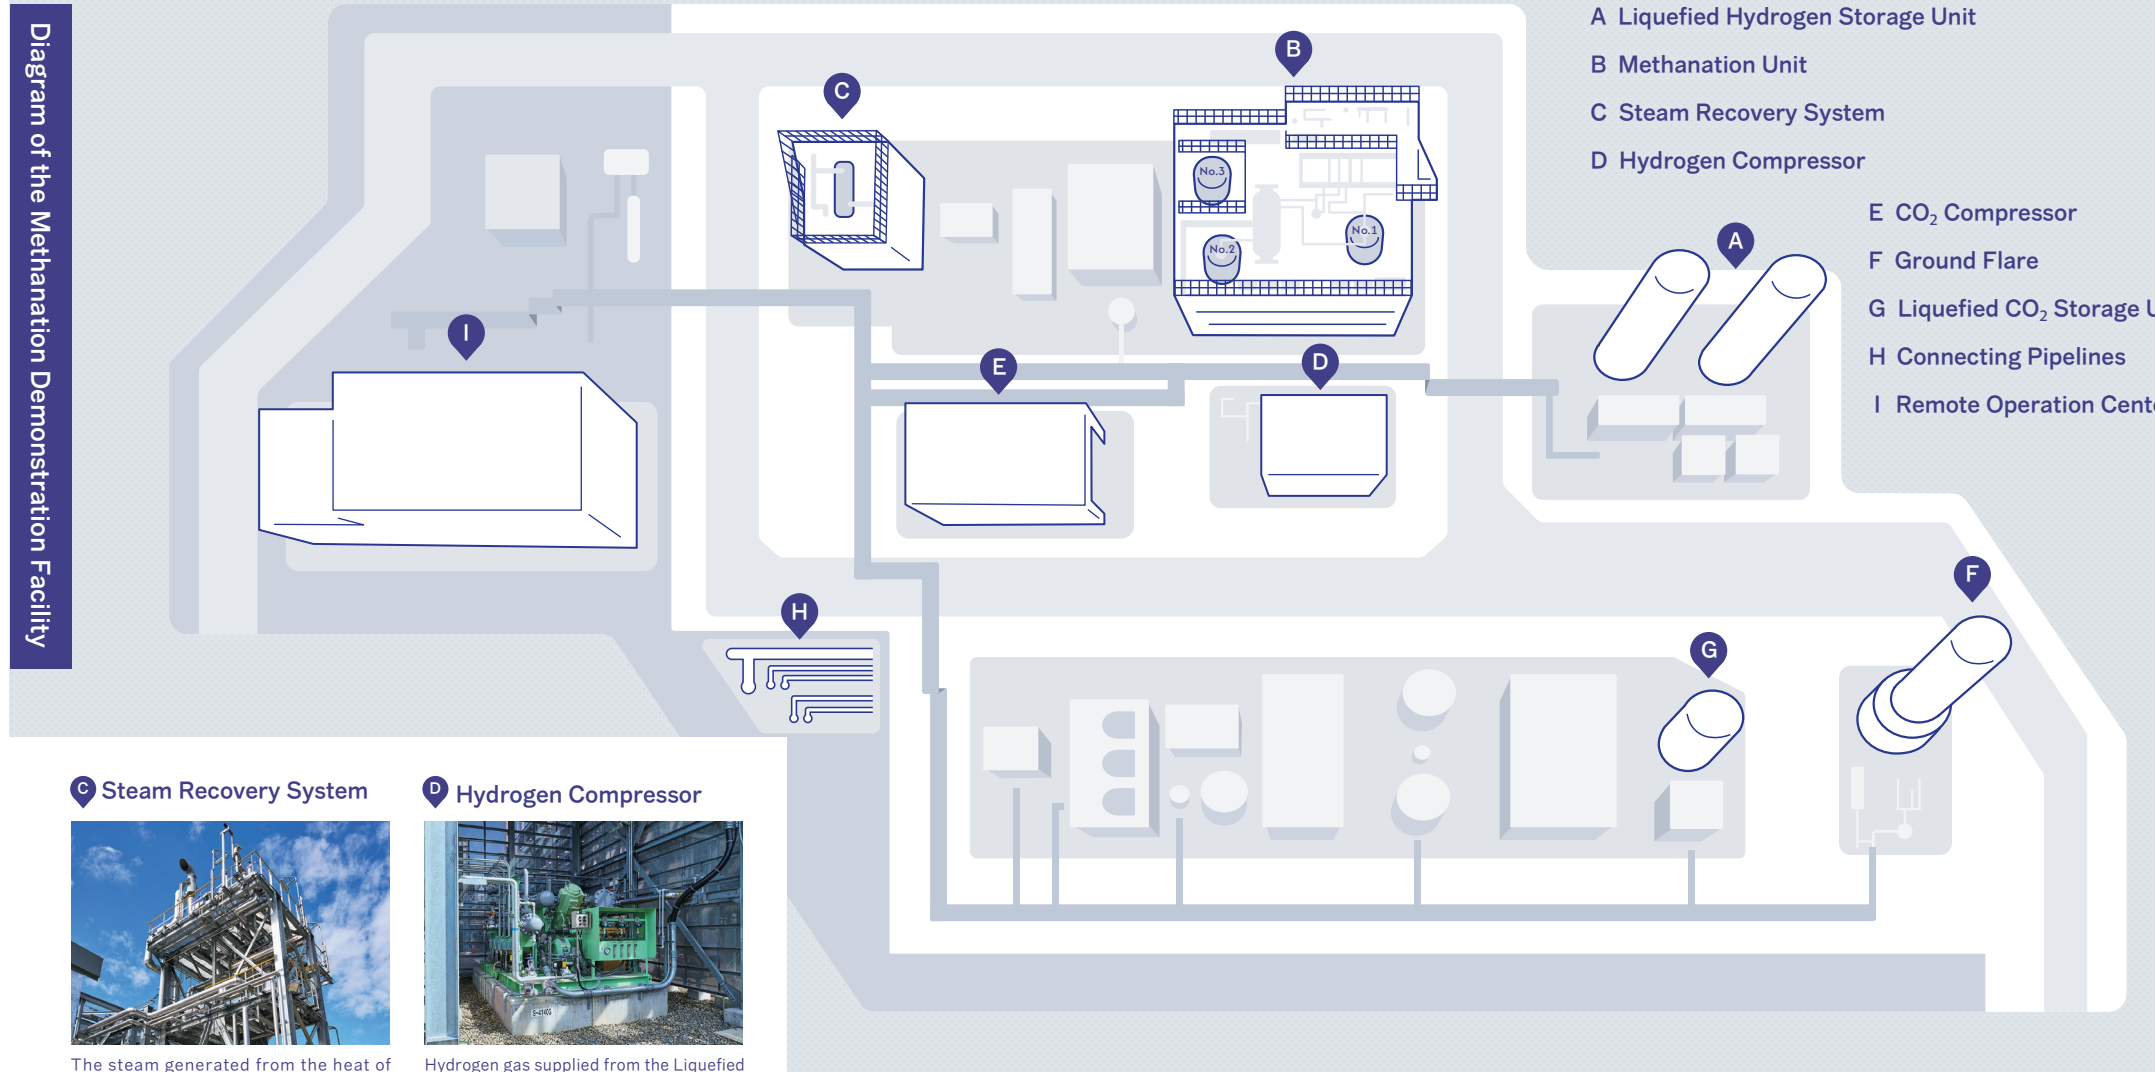 Diagram of the Methanation Demonstration Facility
A Liquefied Hydrogen Storage Unit
B Methanation Unit
C Steam Recovery System
D Hydrogen Compressor
E CO₂ Compressor
F Ground Flare
G Liquefied CO₂ Storage U
H Connecting Pipelines
I Remote Operation Cente
B
C
No.3
No.1
No.2
A
I
E
D
F
H
G
C Steam Recovery System
D Hydrogen Compressor
The steam generated from the heat of
Hydrogen gas supplied from the Liquefied